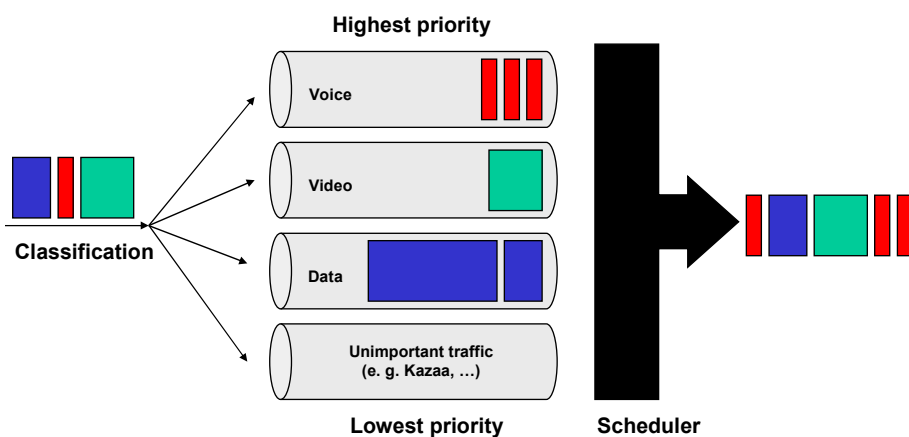 Highest priority
Voice
Video
Classification
Data
Unimportant traffic
(e. g. Kazaa, …)
Lowest priority
Scheduler